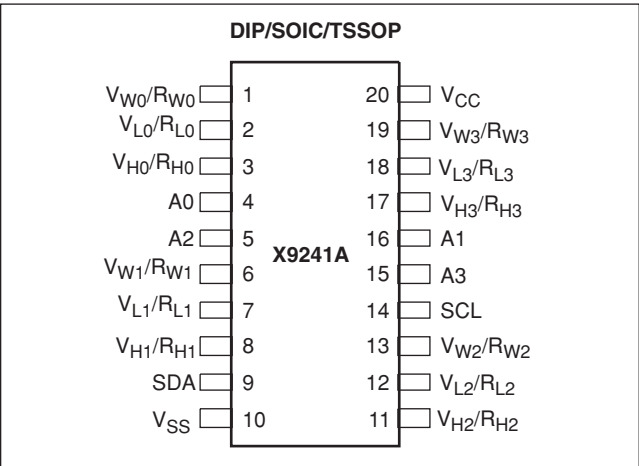 DIP/SOIC/TSSOP
VW0/RW0 1 20 VCC
VL0/RL0 2 19 VW3/RW3
VH0/RH0 3 18 VL3/RL3
A0 4 17 VH3/RH3
A2 5 16 A1
X9241A
VW1/RW1 6 15 A3
VL1/RL1 7 14 SCL
VH1/RH1 8 13 VW2/RW2
SDA 9 12 VL2/RL2
VSS 10 11 VH2/RH2